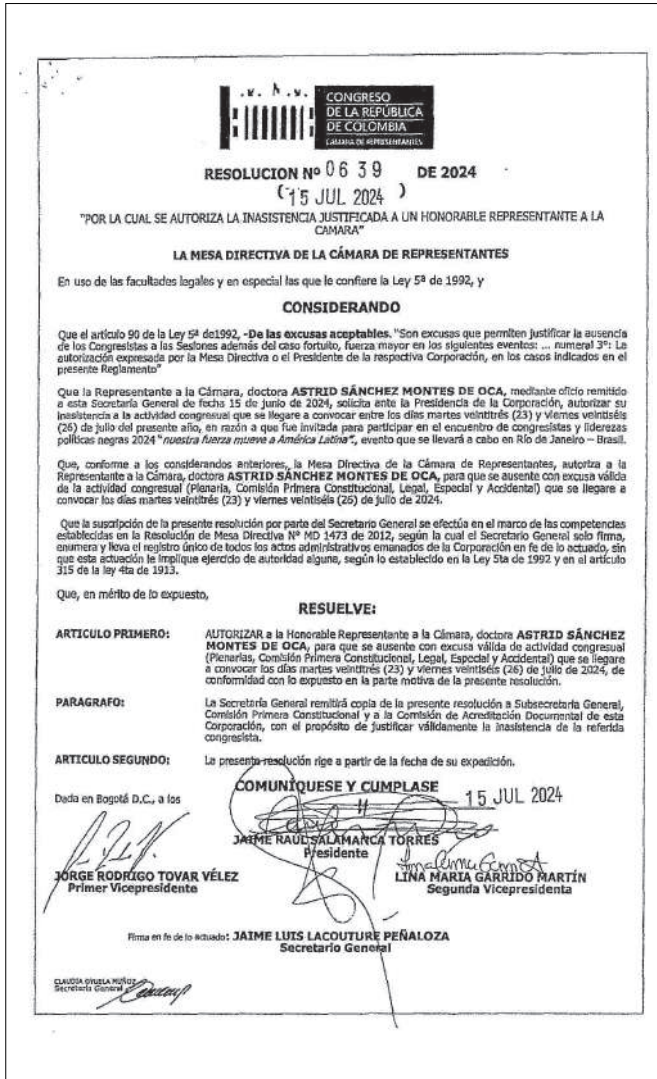 CONGRESO
DE LA REPÚBLICA
DE COLOMBIA
CÁMARA DE REPRESENTANTES
RESOLUCION Nº 0639 DE 2024
(15 JUL 2024)
"POR LA CUAL SE AUTORIZA LA INASISTENCIA JUSTIFICADA A UN HONORABLE REPRESENTANTE A LA
CAMARA"
LA MESA DIRECTIVA DE LA CÁMARA DE REPRESENTANTES
En uso de las facultades legales y en especial las que le confiere la Ley 5ª de 1992, y
CONSIDERANDO
Que el artículo 90 de la Ley 5ª de1992, -De las excusas aceptables. "Son excusas que permiten justificar la ausencia
de los Congresistas a las Sesiones además del caso fortuito, fuerza mayor en los siguientes eventos: ... numeral 3º: La
autorización expresada por la Mesa Directiva o el Presidente de la respectiva Corporación, en los casos indicados en el
presente Reglamento"
Que la Representante a la Cámara, doctora ASTRID SÁNCHEZ MONTES DE OCA, mediante oficio remitido
a esta Secretaría General de fecha 15 de junio de 2024, solicita ante la Presidencia de la Corporación, autorizar su
inasistencia a la actividad congresual que se llegare a convocar entre los días martes veintitrés (23) y viernes veintiséis
(26) de julio del presente año, en razón a que fue invitada para participar en el encuentro de congresistas y liderezas
políticas negras 2024 "nuestra fuerza mueve a América Latina", evento que se llevará a cabo en Río de Janeiro – Brasil.
Que, conforme a los considerandos anteriores, la Mesa Directiva de la Cámara de Representantes, autoriza a la
Representante a la Cámara, doctora ASTRID SÁNCHEZ MONTES DE OCA, para que se ausente con excusa válida
de la actividad congresual (Plenaria, Comisión Primera Constitucional, Legal, Especial y Accidental) que se llegare a
convocar los días martes veintitrés (23) y viernes veintiséis (26) de julio de 2024.
Que la suscripción de la presente resolución por parte del Secretario General se efectúa en el marco de las competencias
establecidas en la Resolución de Mesa Directiva Nº MD 1473 de 2012, según la cual el Secretario General solo firma,
enumera y lleva el registro único de todos los actos administrativos emanados de la Corporación en fe de lo actuado, sin
que esta actuación le implique ejercicio de autoridad alguna, según lo establecido en la Ley 5ta de 1992 y en el artículo
315 de la ley 4ta de 1913.
Que, en mérito de lo expuesto,
RESUELVE:
ARTICULO PRIMERO: AUTORIZAR a la Honorable Representante a la Cámara, doctora ASTRID SÁNCHEZ
MONTES DE OCA, para que se ausente con excusa válida de actividad congresual
(Plenarias, Comisión Primera Constitucional, Legal, Especial y Accidental) que se llegare
a convocar los días martes veintitrés (23) y viernes veintiséis (26) de julio de 2024, de
conformidad con lo expuesto en la parte motiva de la presente resolución.
PARAGRAFO: La Secretaría General remitirá copia de la presente resolución a Subsecretaria General,
Comisión Primera Constitucional y a la Comisión de Acreditación Documental de esta
Corporación, con el propósito de justificar válidamente la inasistencia de la referida
congresista.
ARTICULO SEGUNDO: La presente resolución rige a partir de la fecha de su expedición.
COMUNÍQUESE Y CUMPLASE
Dada en Bogotá D.C., a los 15 JUL 2024
JAIME RAÚL SALAMANCA TORRES
Presidente
JORGE RODRIGO TOVAR VÉLEZ LINA MARIA GARRIDO MARTÍN
Primer Vicepresidente Segunda Vicepresidenta
Firma en fe de lo actuado: JAIME LUIS LACOUTURE PEÑALOZA
Secretario General
CLAUDIA OYUELA MUÑOZ
Secretaria General